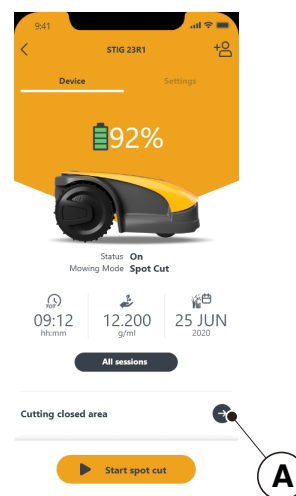 9:41
STIG 23R1
Device Settings
92%
Status On
Mowing Mode Spot Cut
TOT
09:12 12.200 25 JUN
hh:mm g/ml 2020
All sessions
Cutting closed area
Start spot cut
A